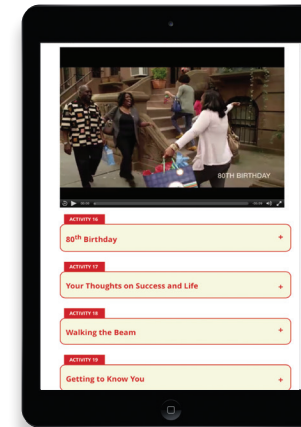 80TH BIRTHDAY
ACTIVITY 16
80th Birthday
+
ACTIVITY 17
Your Thoughts on Success and Life
+
ACTIVITY 18
Walking the Beam
+
ACTIVITY 19
Getting to Know You
+